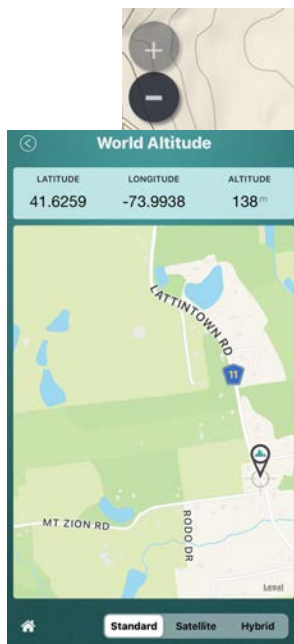 +
−
World Altitude
LATITUDE LONGITUDE ALTITUDE
41.6259 -73.9938 138m
LATTINTOWN RD
11
MT ZION RD
RODO DR
Legal
Standard Satellite Hybrid